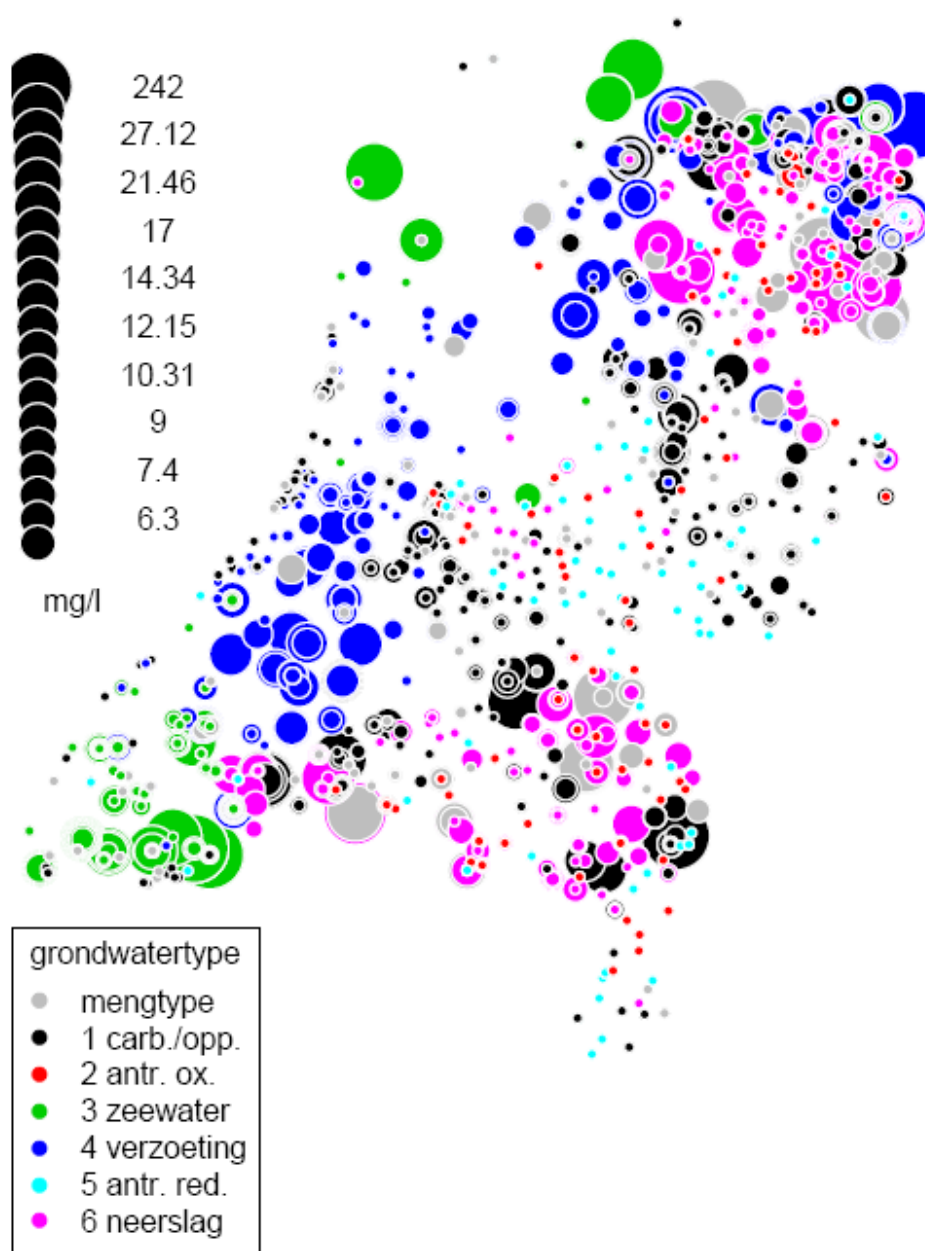 242
27.12
21.46
17
14.34
12.15
10.31
9
7.4
6.3
mg/l
grondwatertype
mengtype
1 carb./opp.
2 antr. ox.
3 zeewater
4 verzoeting
5 antr. red.
6 neerslag